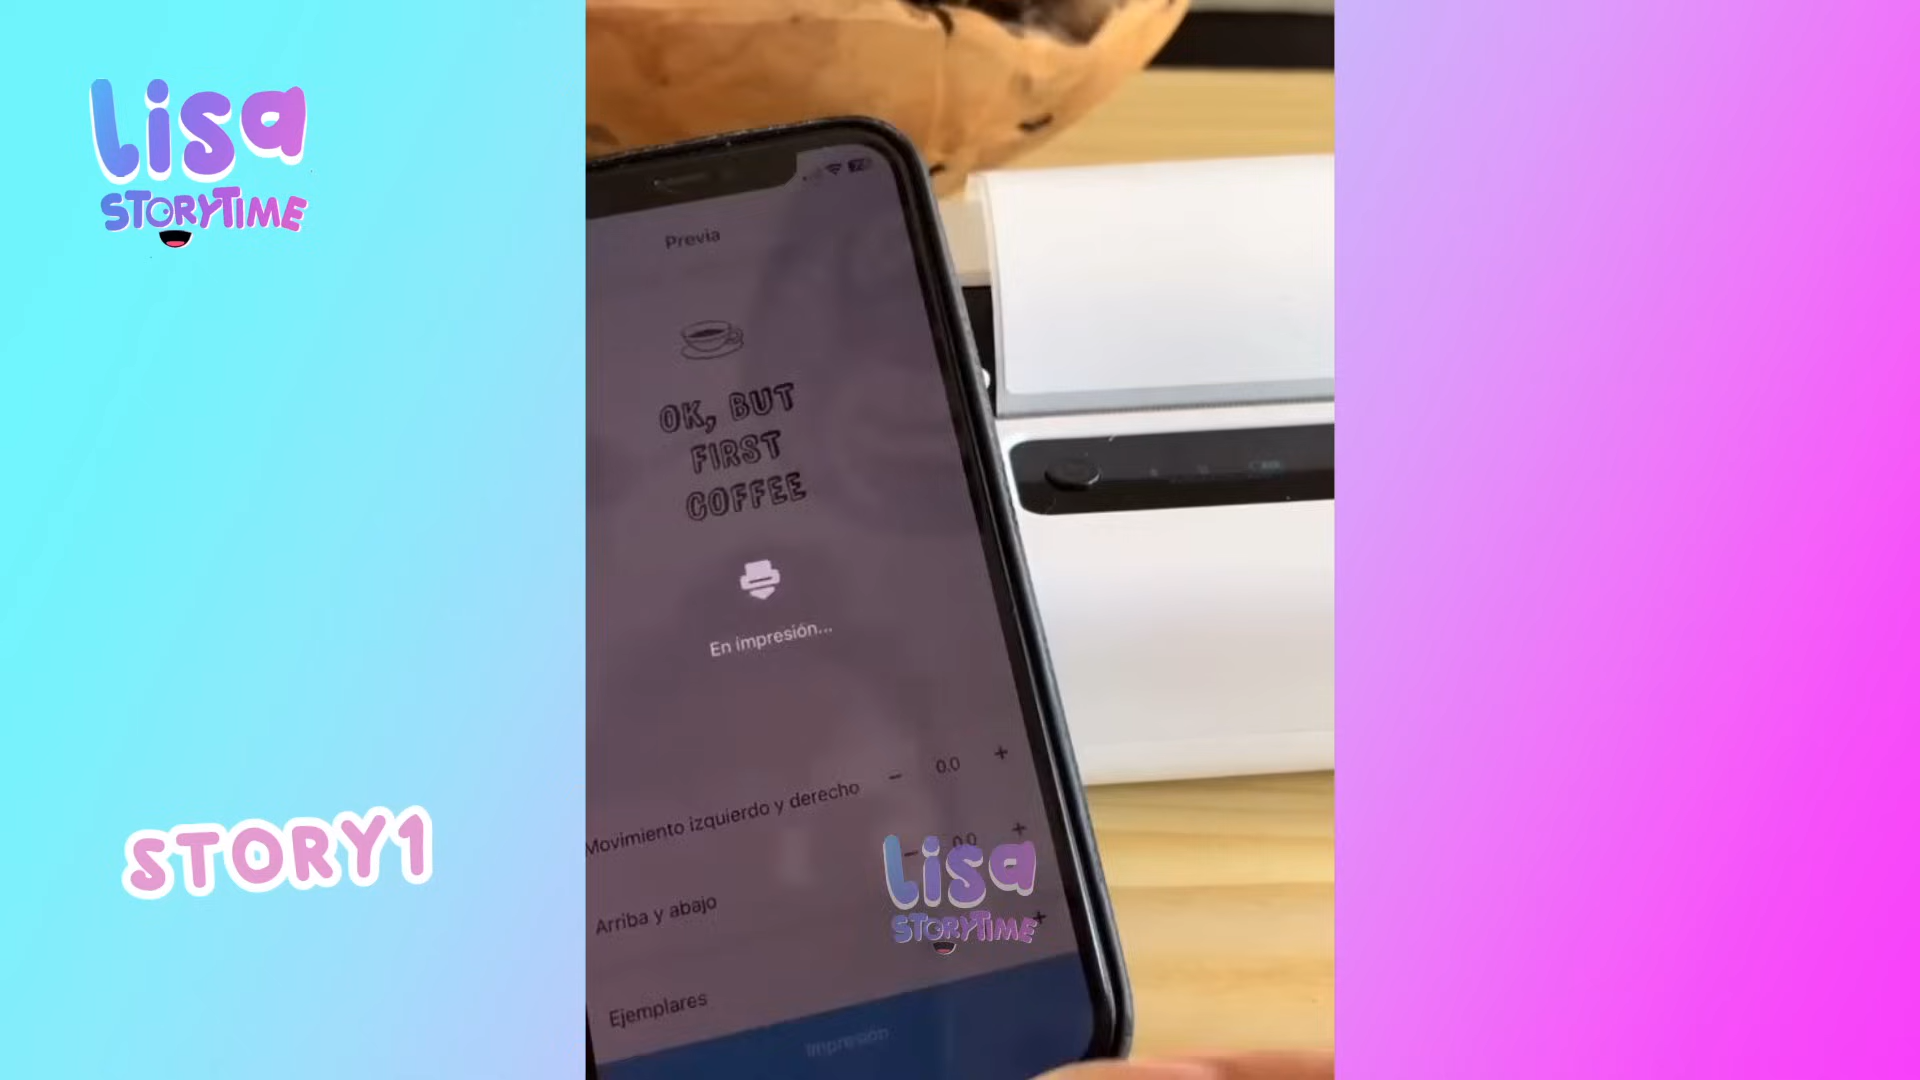 Lisa
STORYTIME
Previa
OK, BUT
FIRST
COFFEE
En impresión...
Movimiento izquierdo y derecho
− 0.0 +
Arriba y abajo
− 0.0 +
Lisa
STORYTIME
+
Ejemplares
Impresión
STORY1